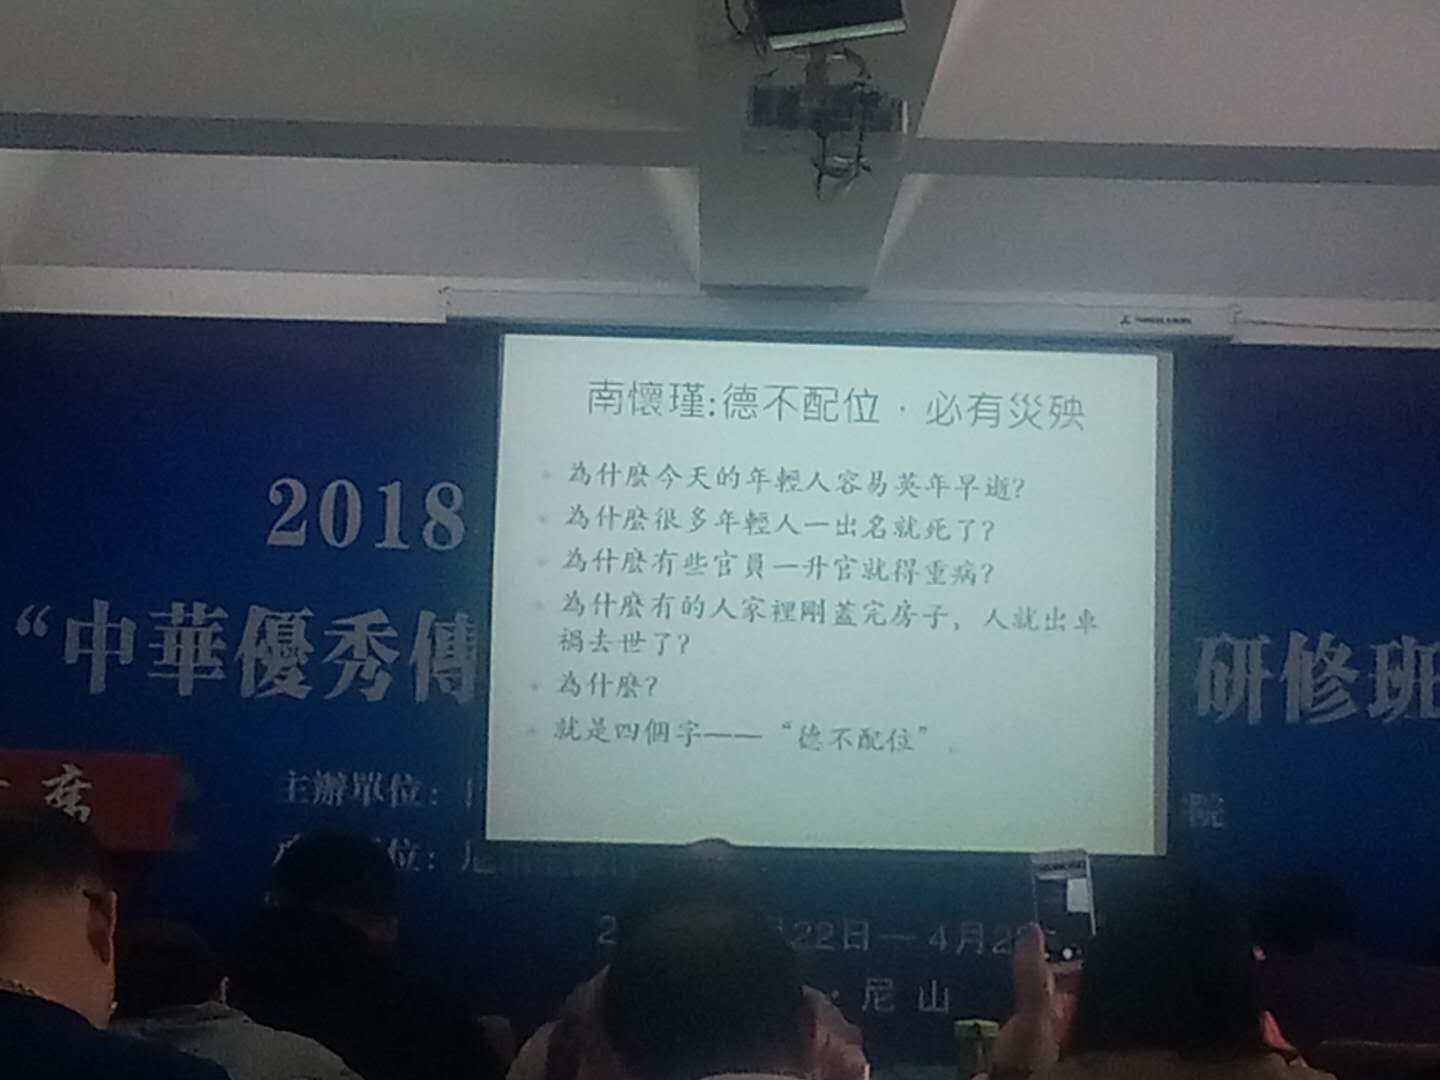 南懷瑾:德不配位，必有災殃
為什麼今天的年輕人容易英年早逝?
為什麼很多年輕人一出名就死了?
為什麼有些官員一升官就得重病?
為什麼有的人家裡剛蓋完房子，人就出車
禍去世了?
為什麼?
就是四個字——“德不配位”。
2018
“中華優秀傳
研修班
主辦單位:
院
位:
22日—4月2
尼山
席